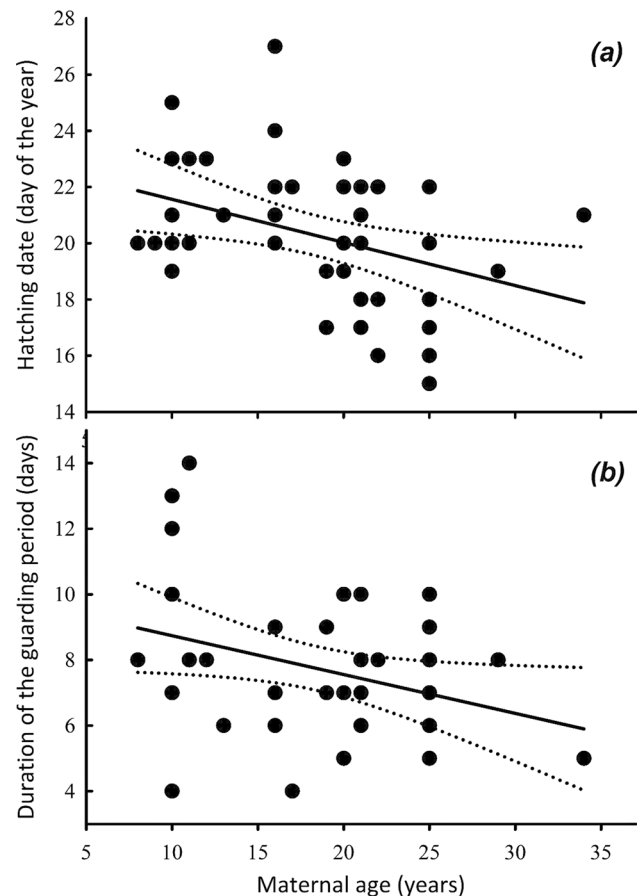 28
26
24
22
20
18
16
14
Hatching date (day of the year)
(a)
14
12
10
8
6
4
Duration of the guarding period (days)
(b)
5 10 15 20 25 30 35
Maternal age (years)